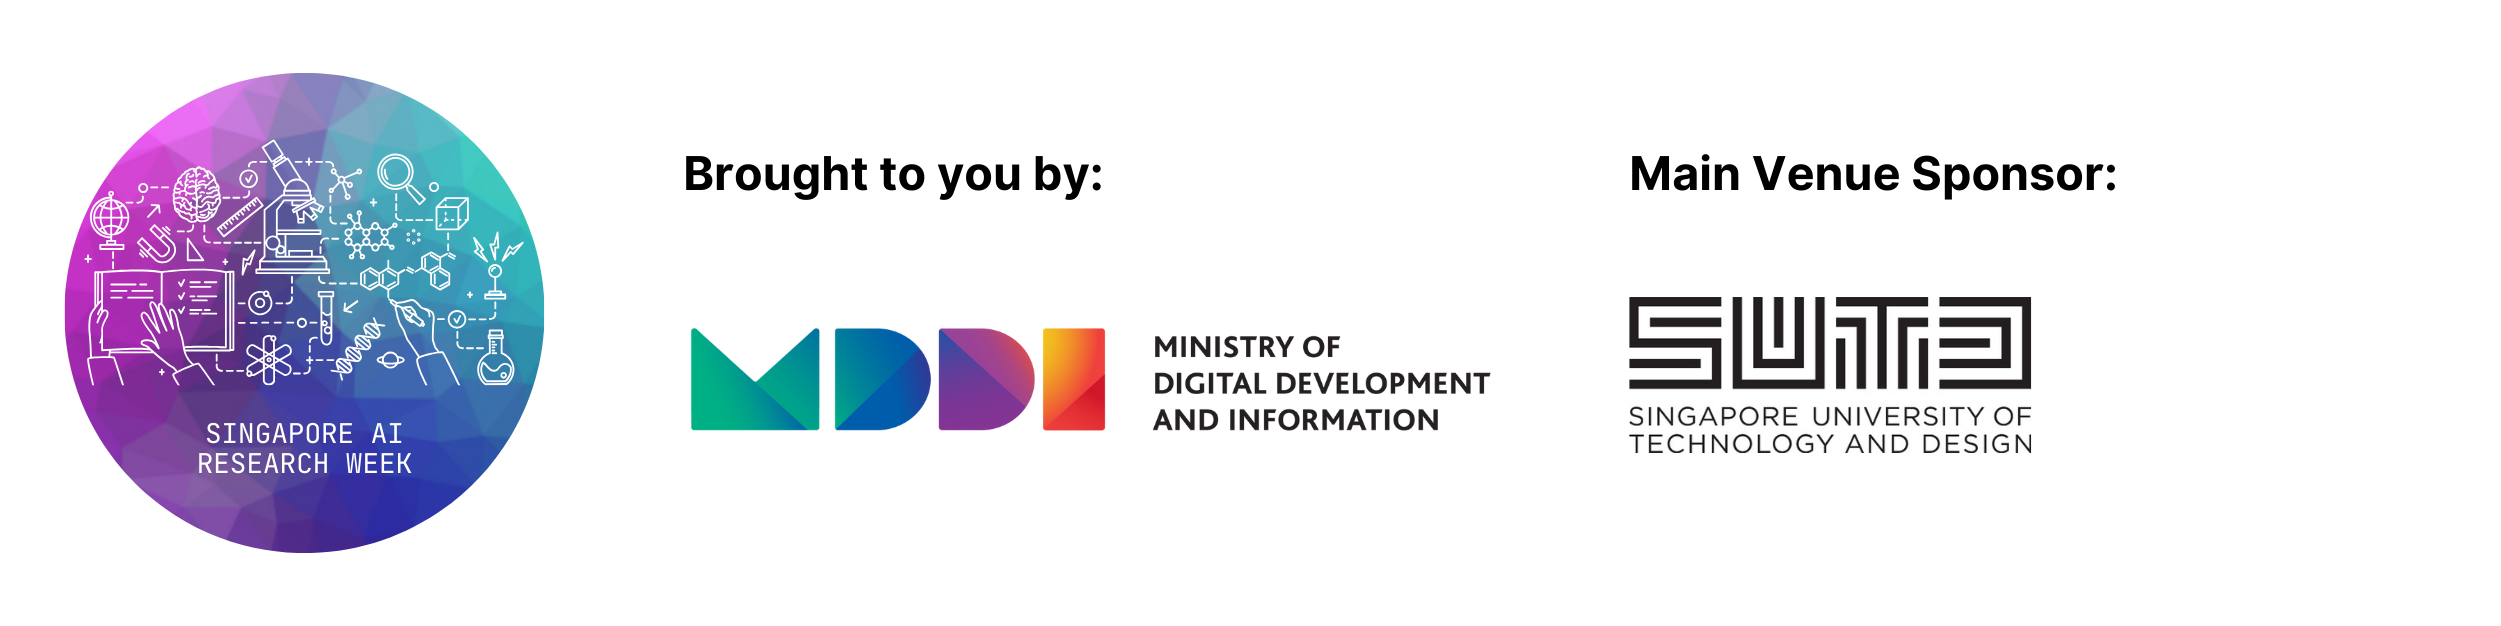 SINGAPORE AI
RESEARCH WEEK
Brought to you by:
MDDI
MINISTRY OF
DIGITAL DEVELOPMENT
AND INFORMATION
Main Venue Sponsor:
SUTD
SINGAPORE UNIVERSITY OF
TECHNOLOGY AND DESIGN